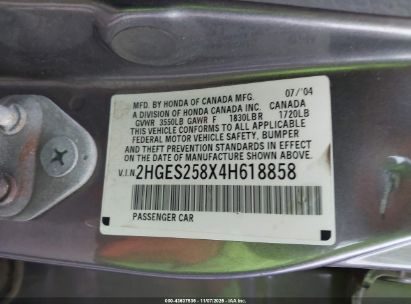 MFD. BY HONDA OF CANADA MFG. 07/'04
A DIVISION OF HONDA CANADA INC. CANADA
GVWR 3550LB GAWR F 1830LB R 1720LB
THIS VEHICLE CONFORMS TO ALL APPLICABLE
FEDERAL MOTOR VEHICLE SAFETY, BUMPER
AND THEFT PREVENTION STANDARDS IN EFFECT
ON THE DATE OF MANUFACTURE SHOWN ABOVE.
V.I.N 2HGES258X4H618858
PASSENGER CAR